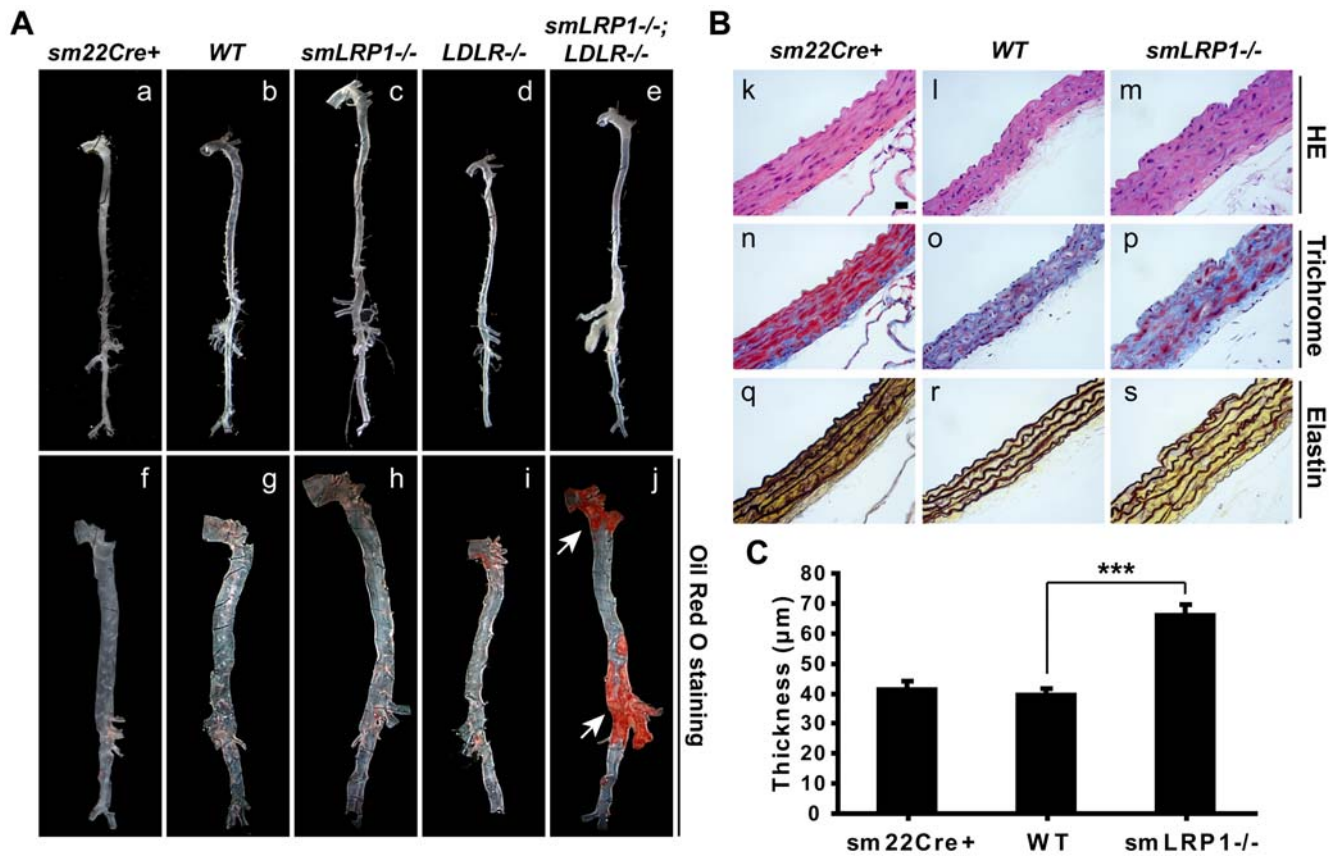 A
sm22Cre+ WT smLRP1-/- LDLR-/- smLRP1-/-;
LDLR-/-
a b c d e
f g h i j
Oil Red O staining
B
sm22Cre+ WT smLRP1-/-
k l m
HE
n o p
Trichrome
q r s
Elastin
C
***
Thickness (μm)
80
70
60
50
40
30
20
10
0
sm22Cre+ WT smLRP1-/-